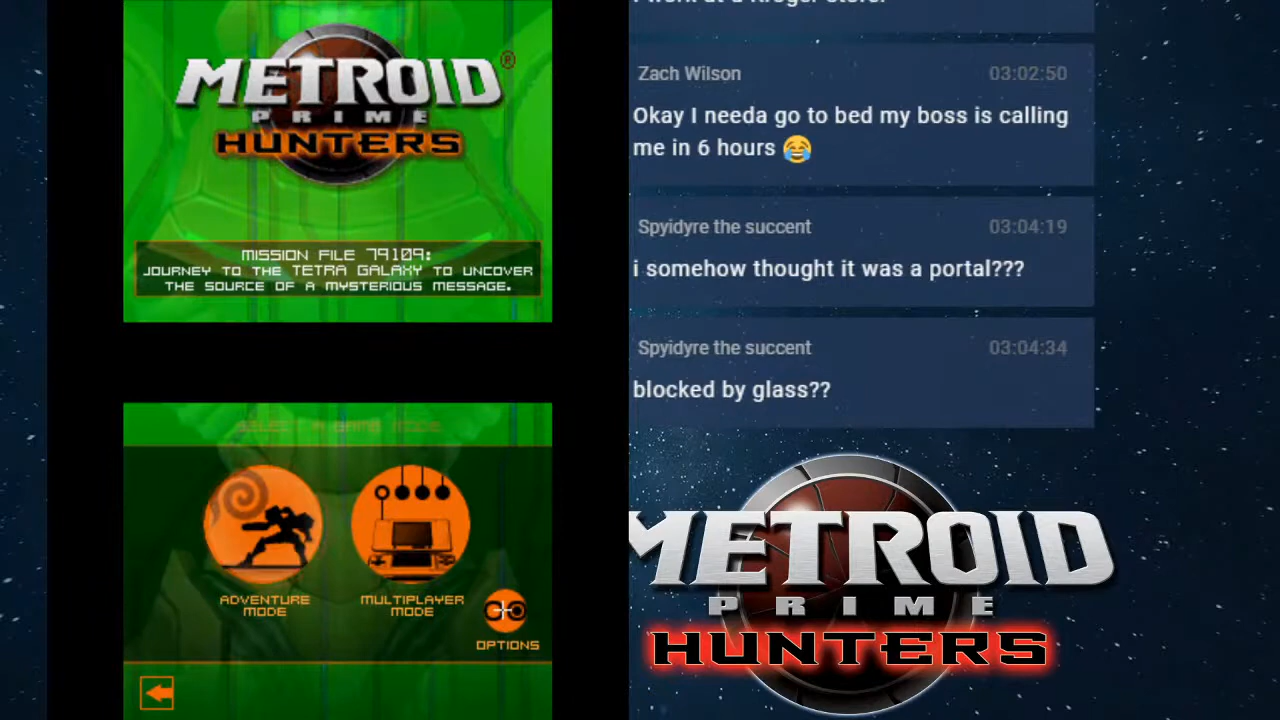 METROID®
PRIME
HUNTERS
MISSION FILE 79109:
JOURNEY TO THE TETRA GALAXY TO UNCOVER
THE SOURCE OF A MYSTERIOUS MESSAGE.
SELECT A GAME MODE
ADVENTURE
MODE
MULTIPLAYER
MODE
OPTIONS
Zach Wilson 03:02:50
Okay I needa go to bed my boss is calling
me in 6 hours 😂
Spyidyre the succent 03:04:19
i somehow thought it was a portal???
Spyidyre the succent 03:04:34
blocked by glass??
METROID
PRIME
HUNTERS